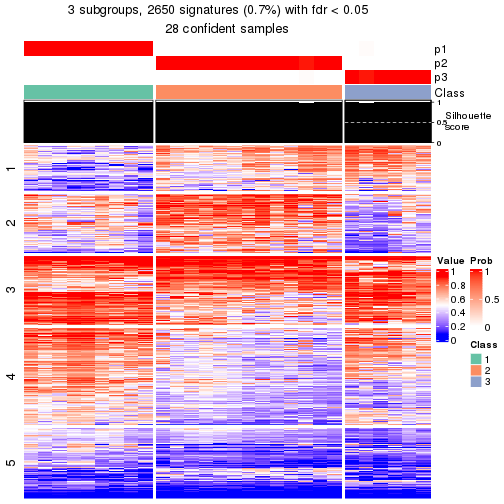 3 subgroups, 2650 signatures (0.7%) with fdr < 0.05
28 confident samples
p1
p2
p3
Class
1
0.5
0
Silhouette
score
1
2
3
4
5
Value
1
0.8
0.6
0.4
0.2
0
Prob
1
0.5
0
Class
1
2
3